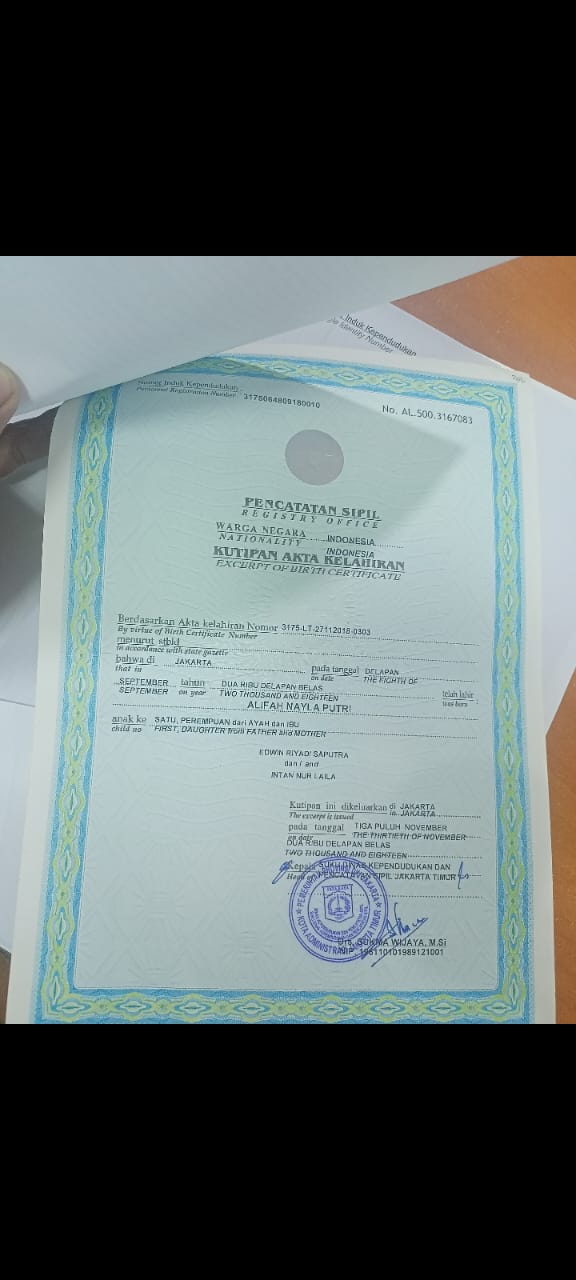 Induk Kependudukan
Identity Number
Nomor Induk Kependudukan
Personal Registration Number 3175064809180010
No. AL.500.3167083
PENCATATAN SIPIL
REGISTRY OFFICE
WARGA NEGARA INDONESIA
NATIONALITY INDONESIA
KUTIPAN AKTA KELAHIRAN
EXCERPT OF BIRTH CERTIFICATE
Berdasarkan Akta kelahiran Nomor 3175-LT-27112018-0303
By virtue of Birth Certificate Number
menurut stbld
in accordance with state gazette
bahwa di JAKARTA pada tanggal DELAPAN
that in on date THE EIGHTH OF
SEPTEMBER tahun DUA RIBU DELAPAN BELAS telah lahir
SEPTEMBER on year TWO THOUSAND AND EIGHTEEN was born
ALIFAH NAYLA PUTRI
anak ke SATU, PEREMPUAN dari AYAH dan IBU
child no FIRST, DAUGHTER from FATHER and MOTHER
EDWIN RIYADI SAPUTRA
dan / and
INTAN NUR LAILA
Kutipan ini dikeluarkan di JAKARTA
The excerpt is issued in JAKARTA
pada tanggal TIGA PULUH NOVEMBER
on date THE THIRTIETH OF NOVEMBER
DUA RIBU DELAPAN BELAS
TWO THOUSAND AND EIGHTEEN
Kepala SUKU DINAS KEPENDUDUKAN DAN
PENCATATAN SIPIL JAKARTA TIMUR
KOTA ADMINISTRASI JAKARTA TIMUR
Drs. SUKMA WIJAYA, M.Si
NIP. 196110101989121001